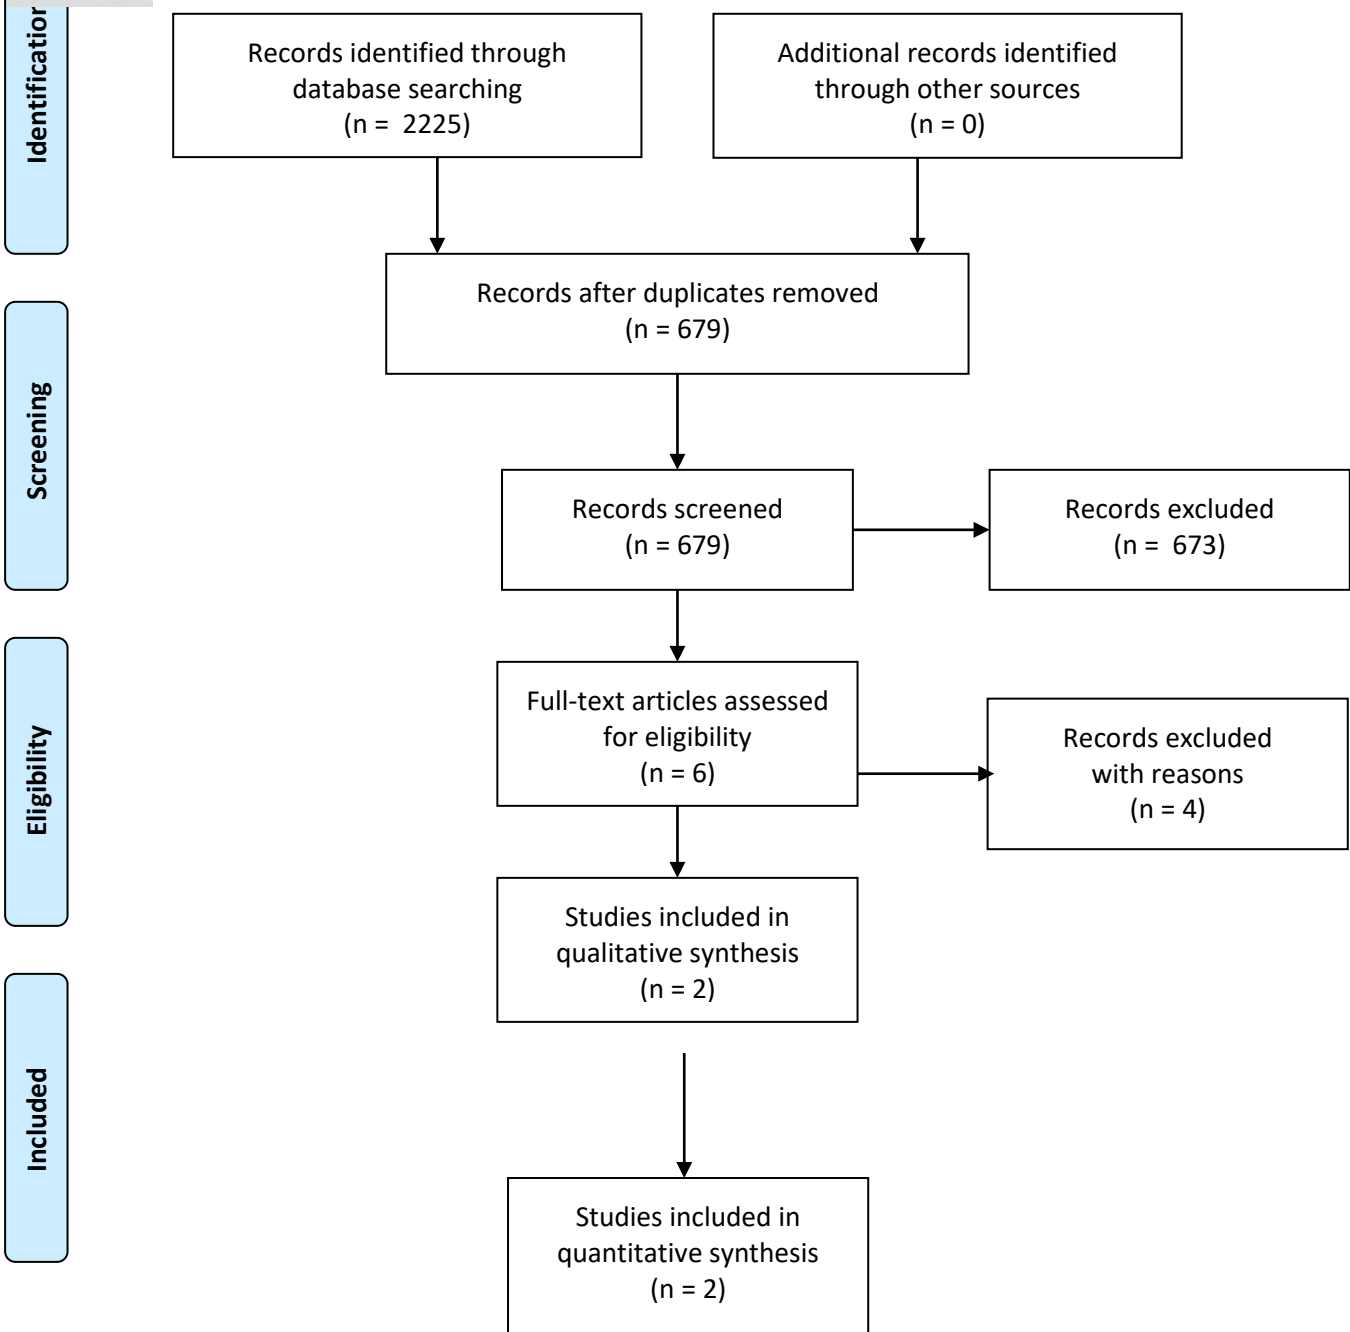 Identification
Records identified through
database searching
(n =  2225)
Additional records identified
through other sources
(n = 0)
Records after duplicates removed
(n = 679)
Screening
Records screened
(n = 679)
Records excluded
(n =  673)
Eligibility
Full-text articles assessed
for eligibility
(n = 6)
Records excluded
with reasons
(n = 4)
Studies included in
qualitative synthesis
(n = 2)
Included
Studies included in
quantitative synthesis
(n = 2)